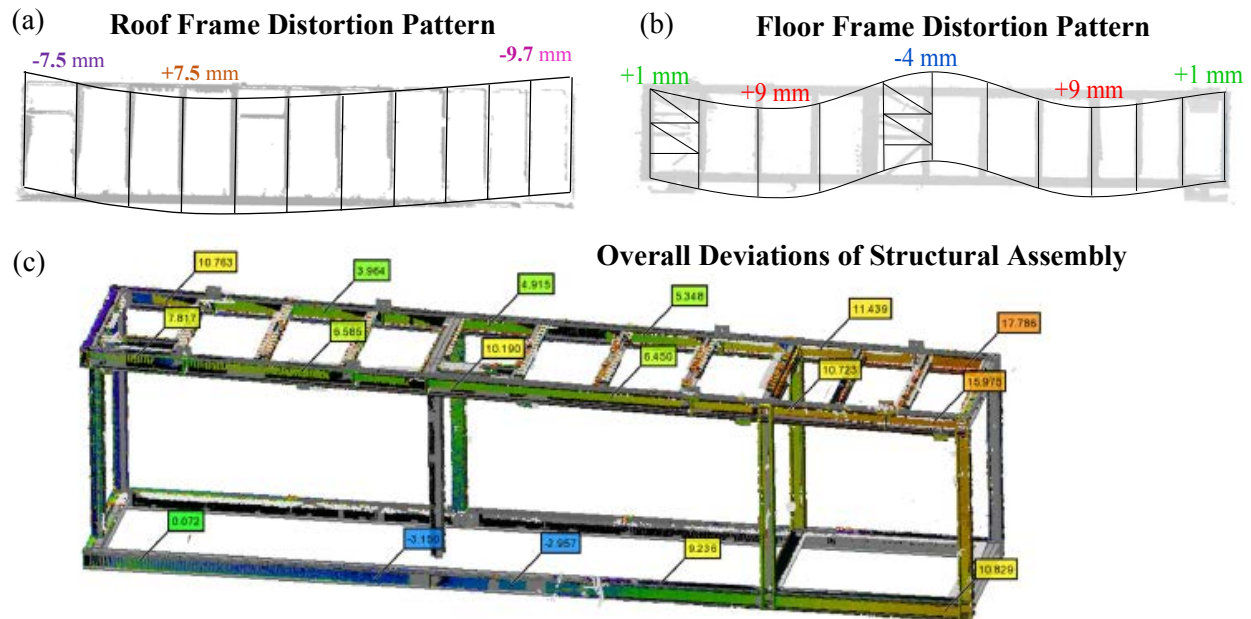 (a)
Roof Frame Distortion Pattern
-7.5 mm
+7.5 mm
-9.7 mm
(b)
Floor Frame Distortion Pattern
+1 mm
+9 mm
-4 mm
+9 mm
+1 mm
(c)
Overall Deviations of Structural Assembly
10.763
3.964
4.915
5.348
11.439
17.786
7.817
6.585
10.190
6.450
10.723
15.975
0.072
-3.150
-2.957
9.236
10.829